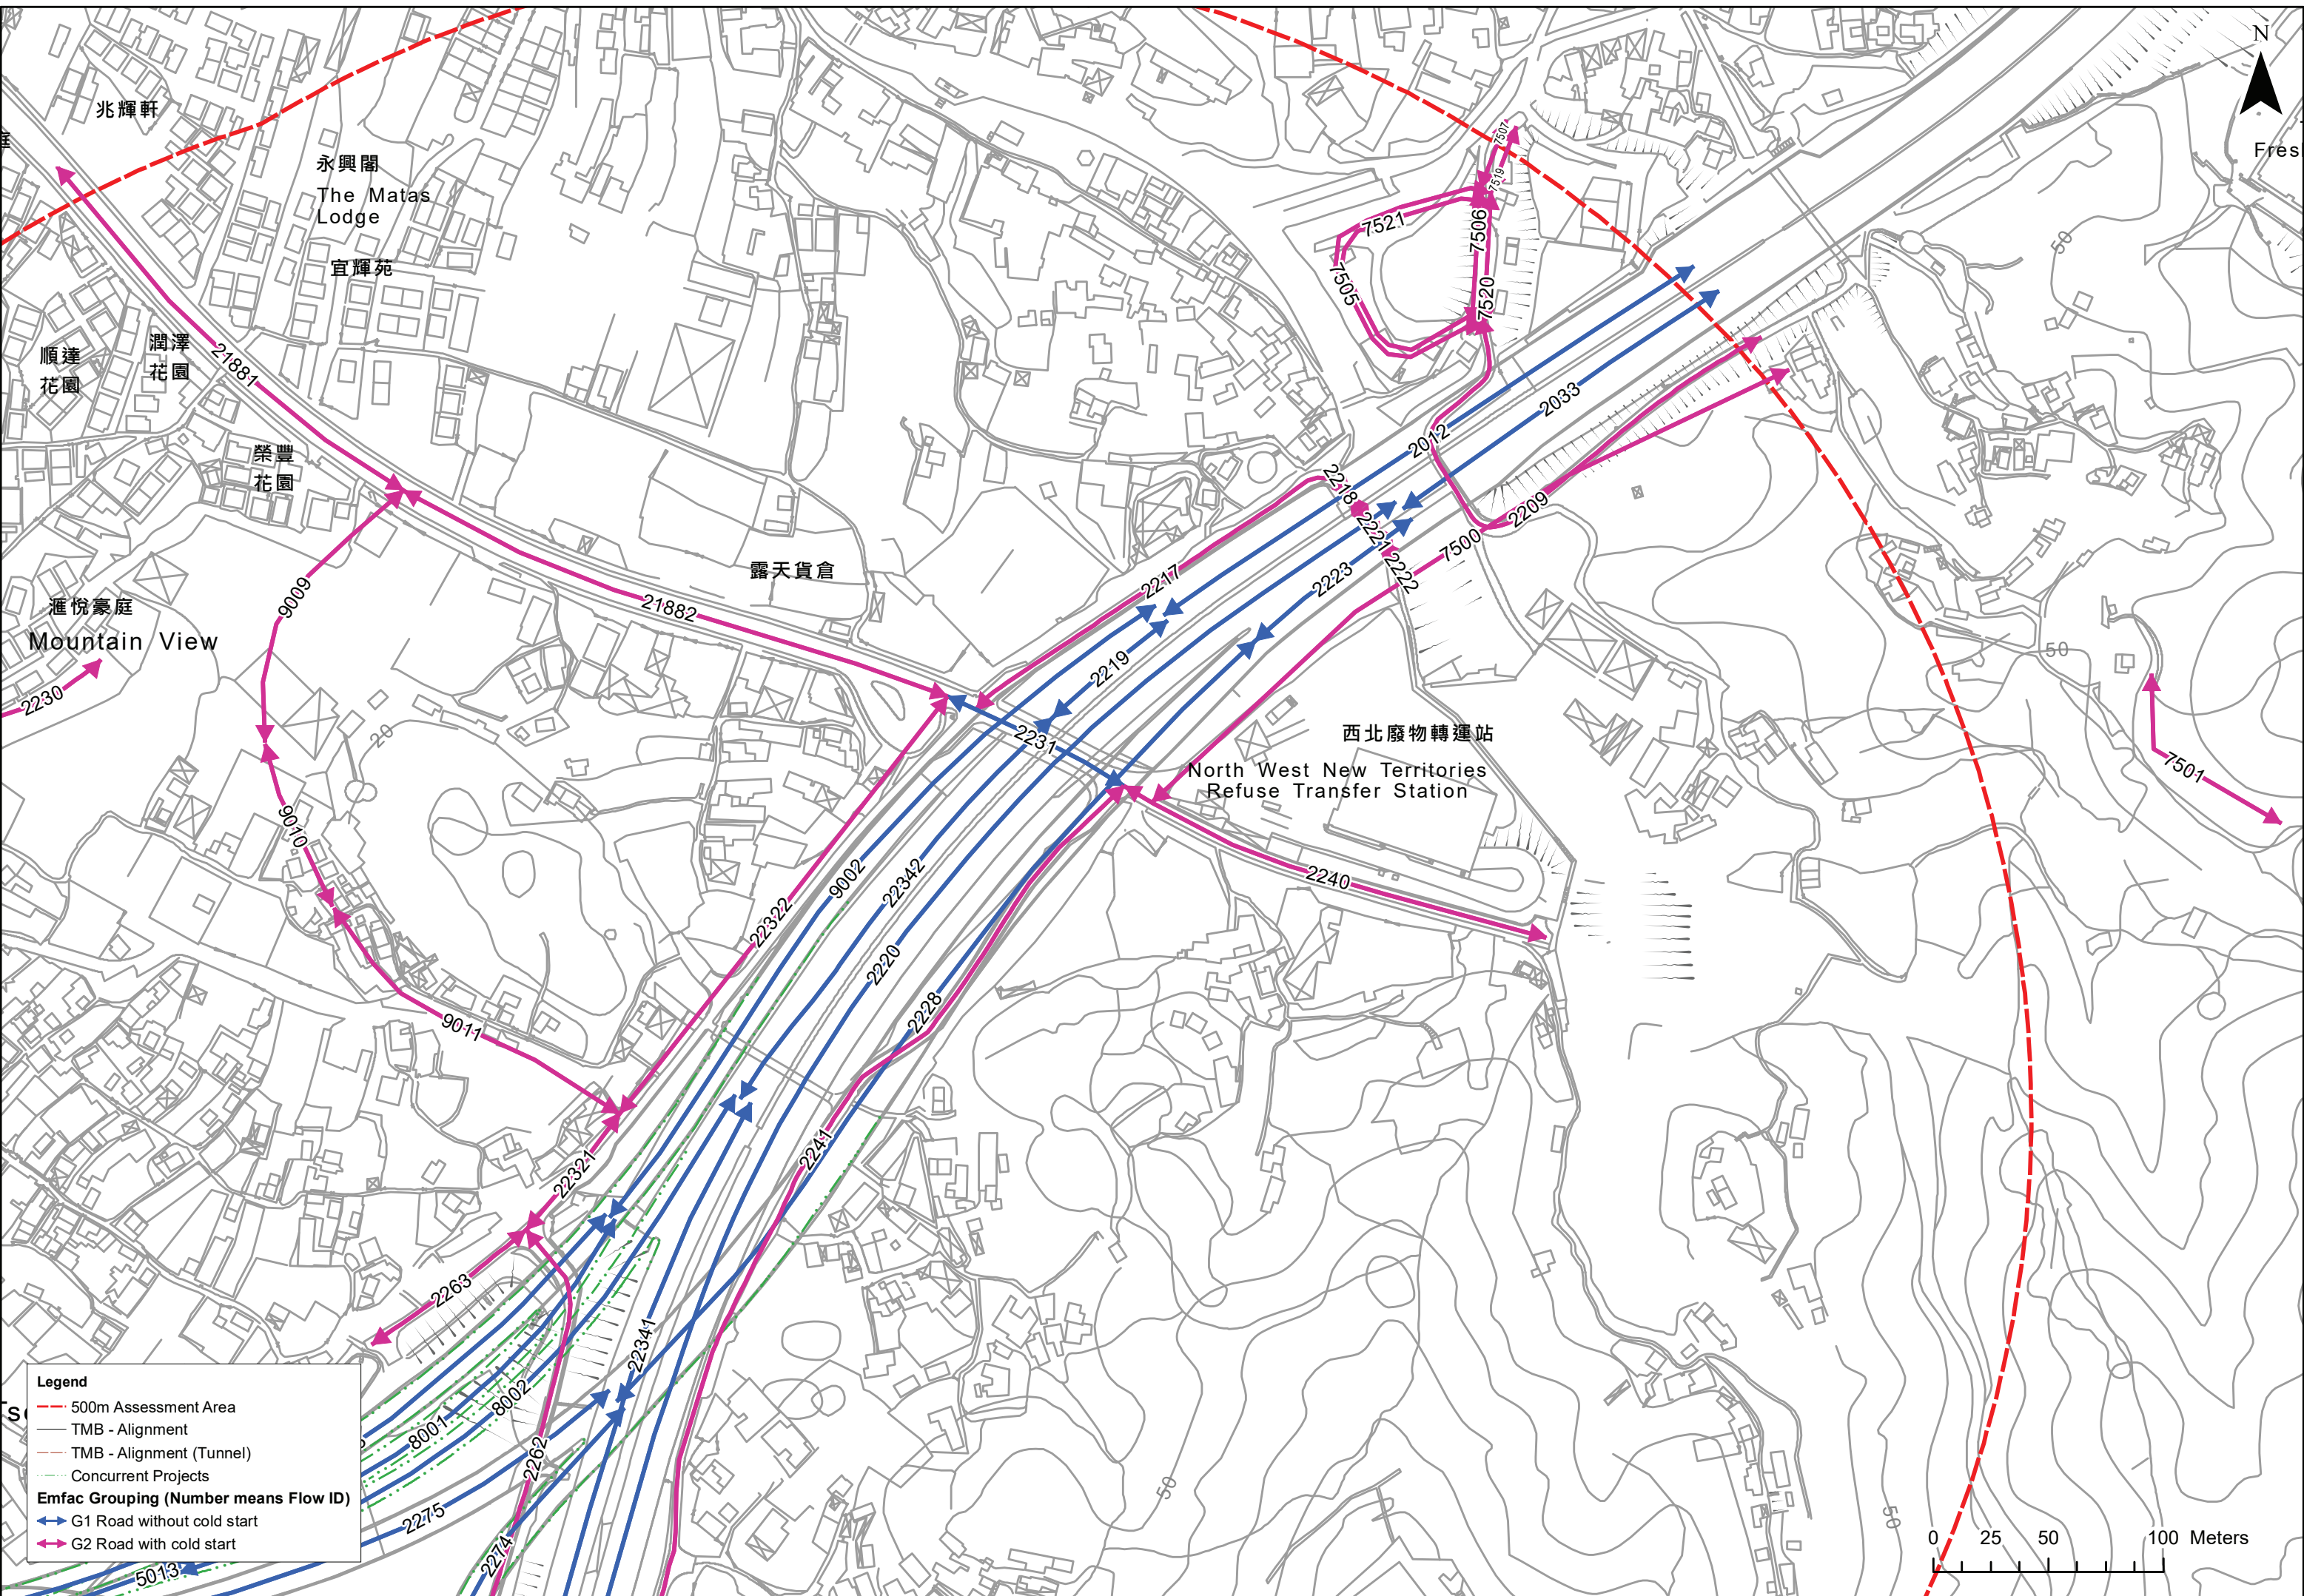 兆輝軒
永興閣
The Matas
Lodge
宜輝苑
潤澤
花園
順達
花園
榮豐
花園
滙悅豪庭
Mountain View
露天貨倉
西北廢物轉運站
North West New Territories
Refuse Transfer Station
N
7507
7519
7521
7506
7505
7520
21881
2033
2012
2218
2209
2221
7500
2222
2217
2223
9009
21882
2219
2230
2231
20
50
50
7501
9010
2240
9002
22342
22322
2220
2228
9011
2241
22321
2263
22341
8002
8001
2262
2275
2274
5013
50
50
Legend
500m Assessment Area
TMB - Alignment
TMB - Alignment (Tunnel)
Concurrent Projects
Emfac Grouping (Number means Flow ID)
G1 Road without cold start
G2 Road with cold start
0 25 50 100 Meters